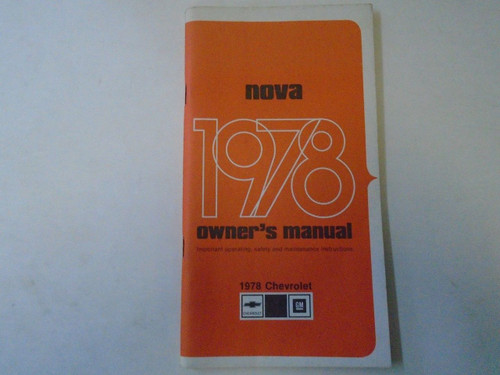 nova
1978
owner's manual
Important operating, safety and maintenance instructions
1978 Chevrolet
CHEVROLET
GM